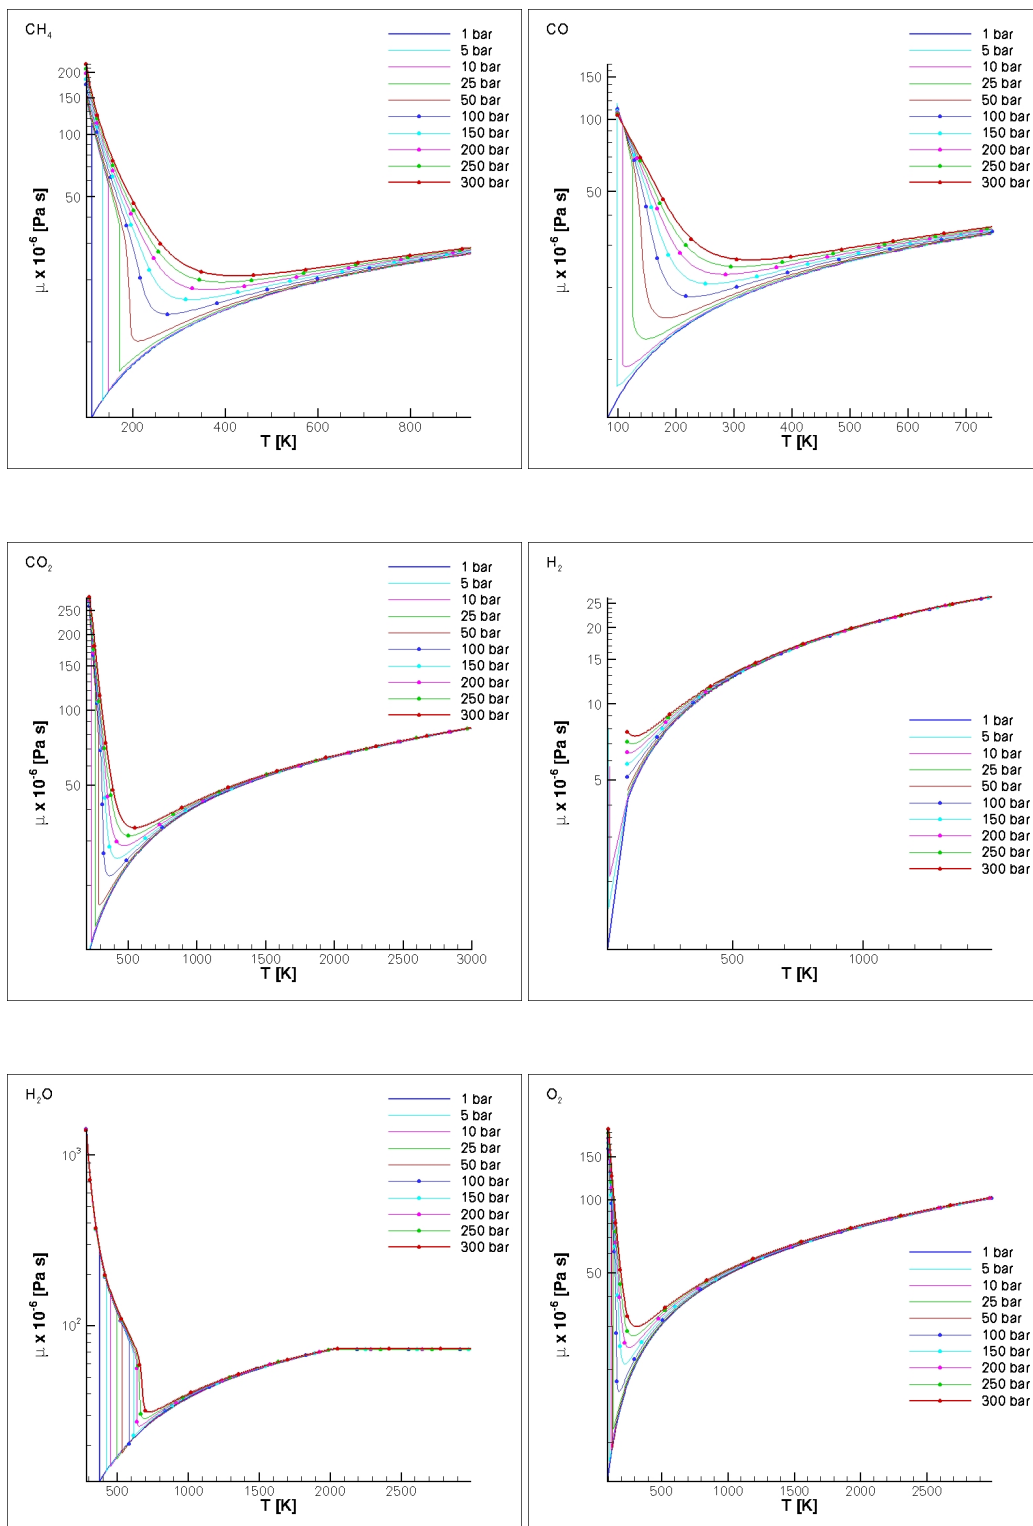 CH4
1 bar
5 bar
10 bar
25 bar
50 bar
100 bar
150 bar
200 bar
250 bar
300 bar
200
150
100
50
μ x 10⁻⁶ [Pa s]
200 400 600 800
T [K]
CO
1 bar
5 bar
10 bar
25 bar
50 bar
100 bar
150 bar
200 bar
250 bar
300 bar
150
100
50
μ x 10⁻⁶ [Pa s]
100 200 300 400 500 600 700
T [K]
CO2
1 bar
5 bar
10 bar
25 bar
50 bar
100 bar
150 bar
200 bar
250 bar
300 bar
250
200
150
100
50
μ x 10⁻⁶ [Pa s]
500 1000 1500 2000 2500 3000
T [K]
H2
25
20
15
10
5
μ x 10⁻⁶ [Pa s]
1 bar
5 bar
10 bar
25 bar
50 bar
100 bar
150 bar
200 bar
250 bar
300 bar
500 1000
T [K]
H2O
1 bar
5 bar
10 bar
25 bar
50 bar
100 bar
150 bar
200 bar
250 bar
300 bar
10³
10²
μ x 10⁻⁶ [Pa s]
500 1000 1500 2000 2500
T [K]
O2
150
100
50
μ x 10⁻⁶ [Pa s]
1 bar
5 bar
10 bar
25 bar
50 bar
100 bar
150 bar
200 bar
250 bar
300 bar
500 1000 1500 2000 2500
T [K]